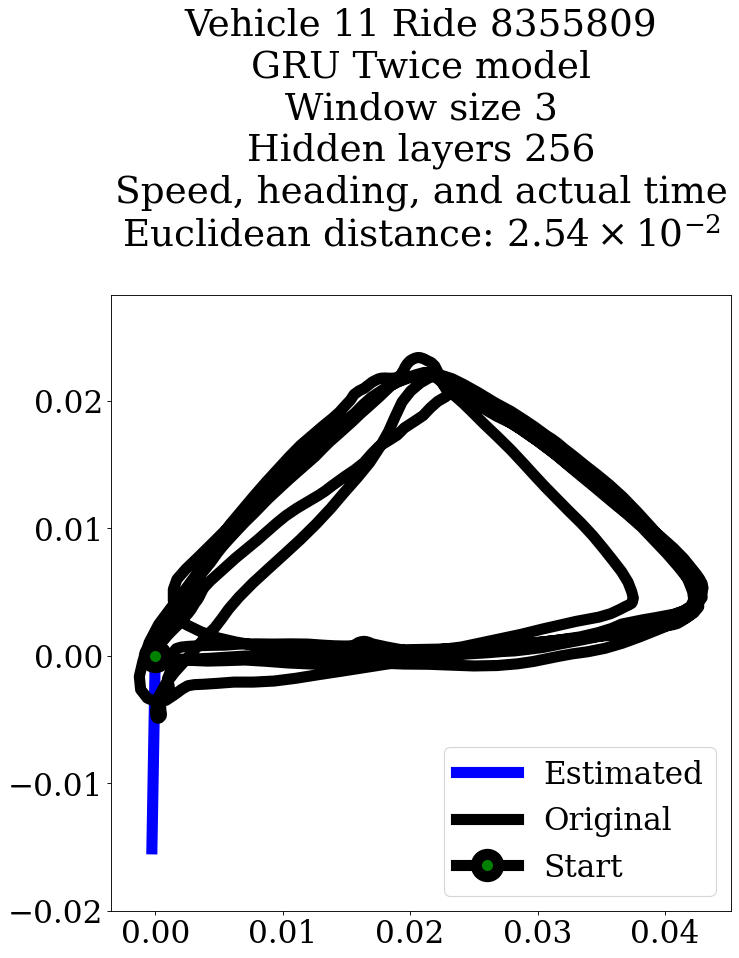 Vehicle 11 Ride 8355809
GRU Twice model
Window size 3
Hidden layers 256
Speed, heading, and actual time
Euclidean distance: 2.54 × 10⁻²
0.02
0.01
0.00
−0.01
−0.02
Estimated
Original
Start
0.00 0.01 0.02 0.03 0.04